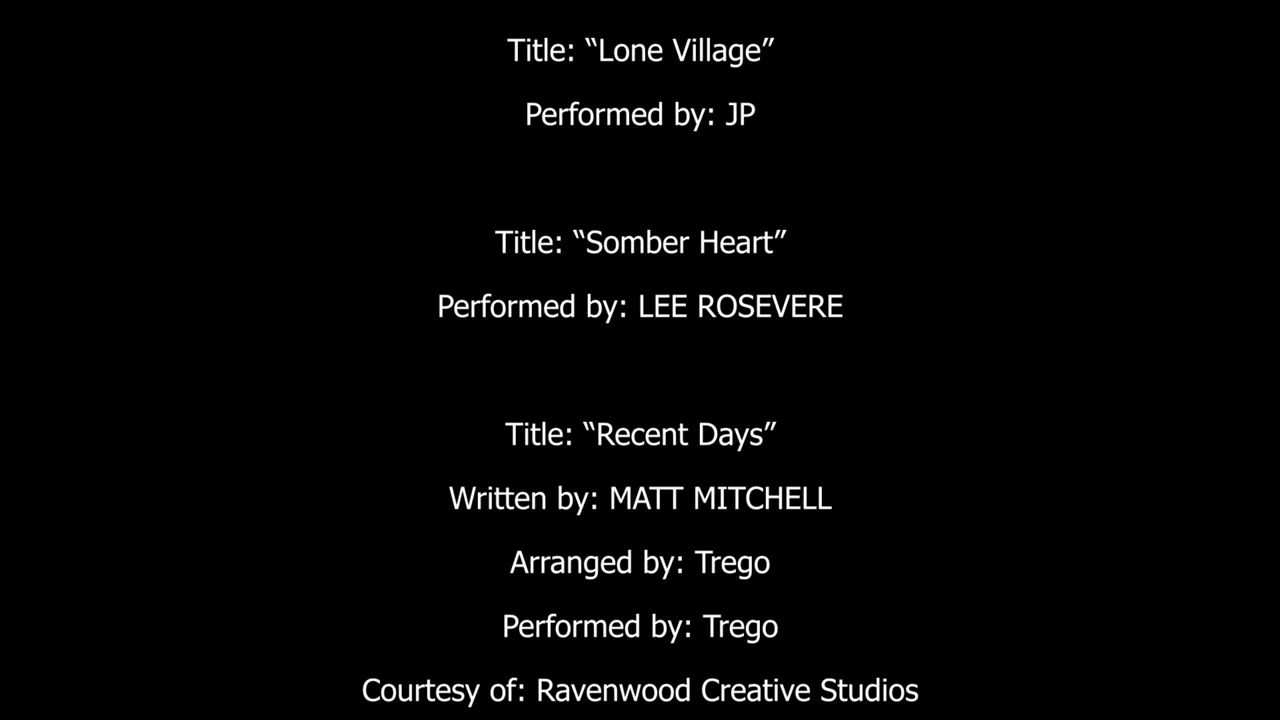 Title: “Lone Village”
Performed by: JP
Title: “Somber Heart”
Performed by: LEE ROSEVERE
Title: “Recent Days”
Written by: MATT MITCHELL
Arranged by: Trego
Performed by: Trego
Courtesy of: Ravenwood Creative Studios